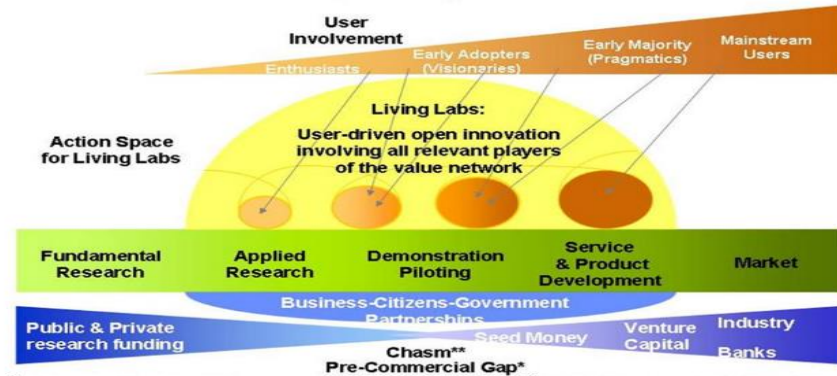 User
Involvement
Enthusiasts
Early Adopters
(Visionaries)
Early Majority
(Pragmatics)
Mainstream
Users
Living Labs:
User-driven open innovation
involving all relevant players
of the value network
Action Space
for Living Labs
Fundamental
Research
Applied
Research
Demonstration
Piloting
Service
& Product
Development
Market
Business-Citizens-Government
Partnerships
Public & Private
research funding
Seed Money
Venture
Capital
Industry
Banks
Chasm**
Pre-Commercial Gap*